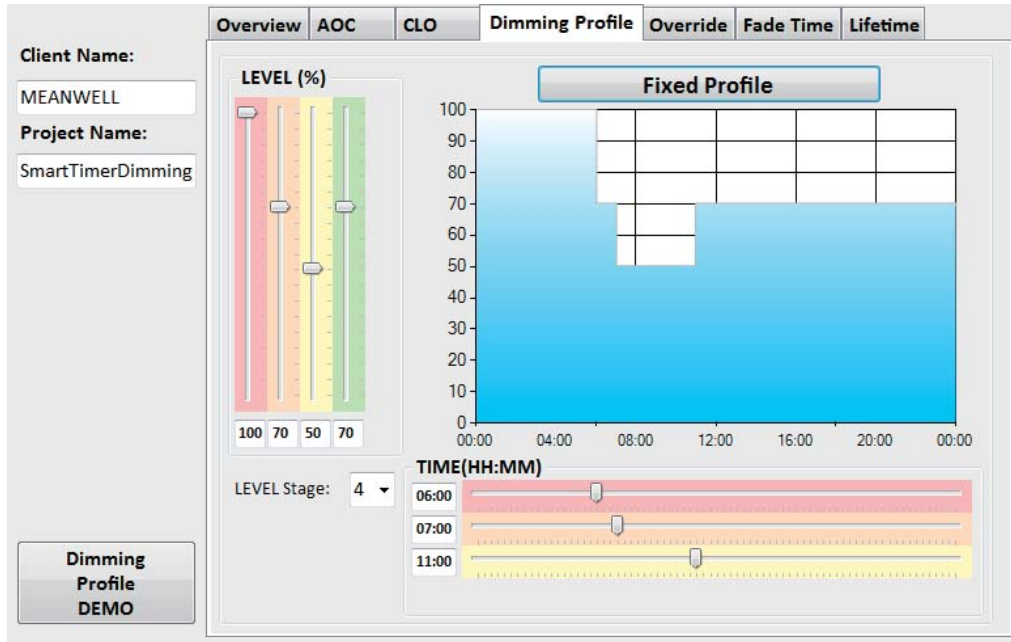 Overview AOC CLO Dimming Profile Override Fade Time Lifetime
Client Name:
MEANWELL
Project Name:
SmartTimerDimming
LEVEL (%)
100 70 50 70
LEVEL Stage: 4
Fixed Profile
100
90
80
70
60
50
40
30
20
10
0
00:00 04:00 08:00 12:00 16:00 20:00 00:00
TIME(HH:MM)
06:00
07:00
11:00
Dimming
Profile
DEMO